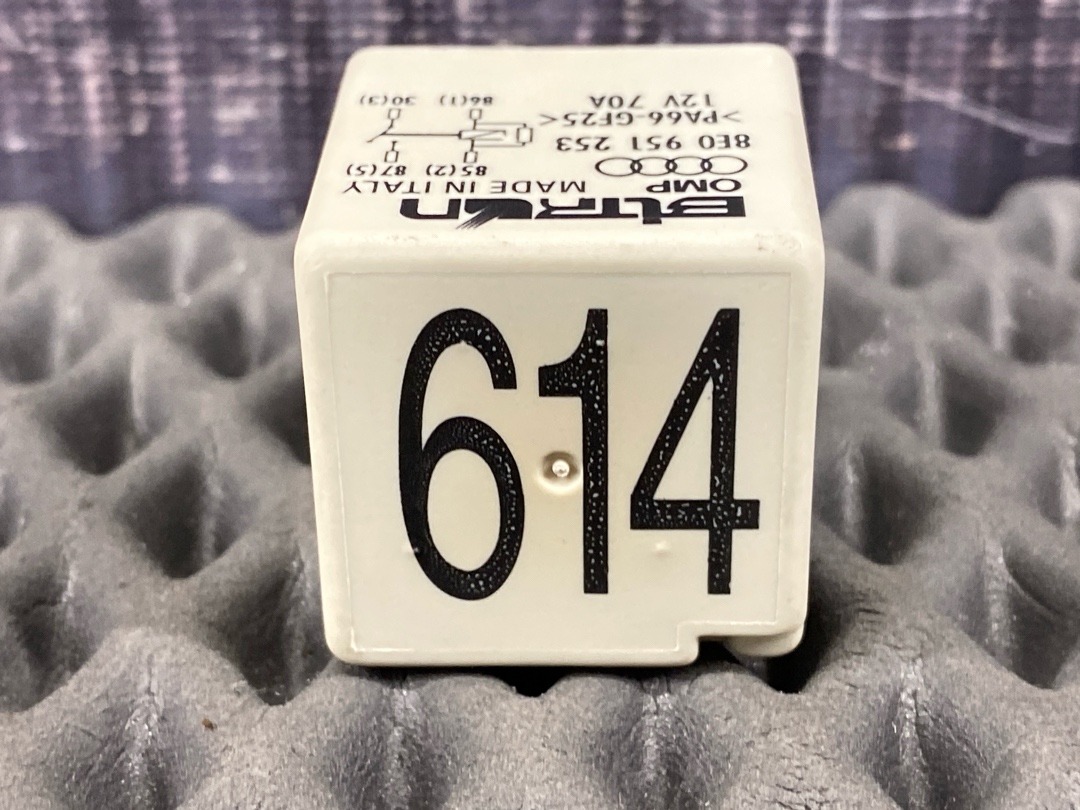 BiTRON
OMP MADE IN ITALY
85(2) 87(5)
8E0 951 253
>PA66-GF25<
12V 70A
86(1) 30(3)
614